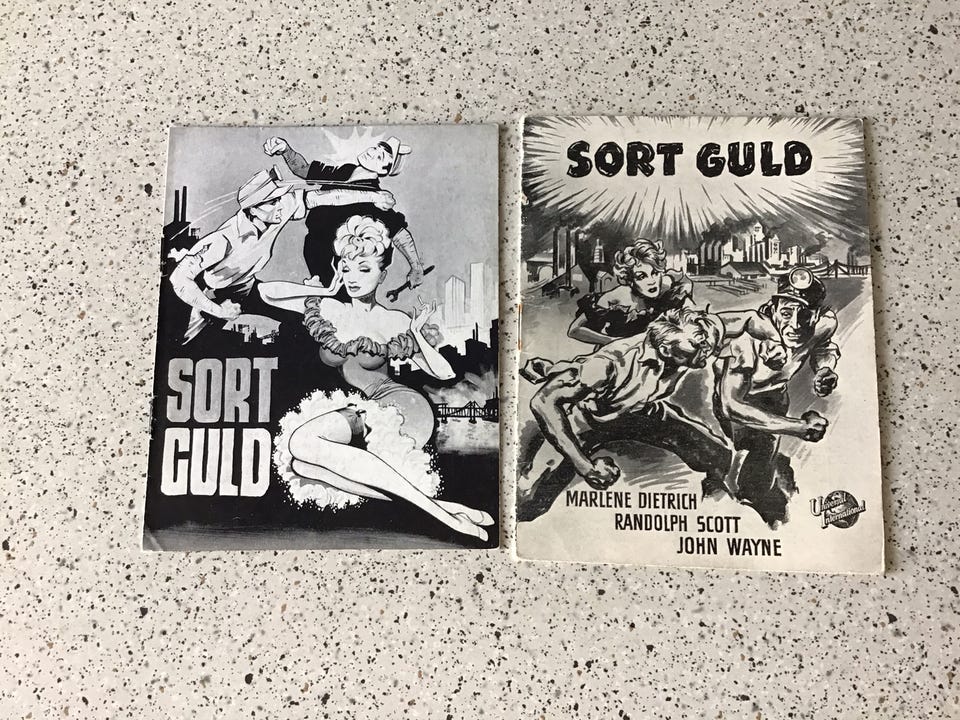 SORT
GULD
SORT GULD
MARLENE DIETRICH
RANDOLPH SCOTT
JOHN WAYNE
Universal
International